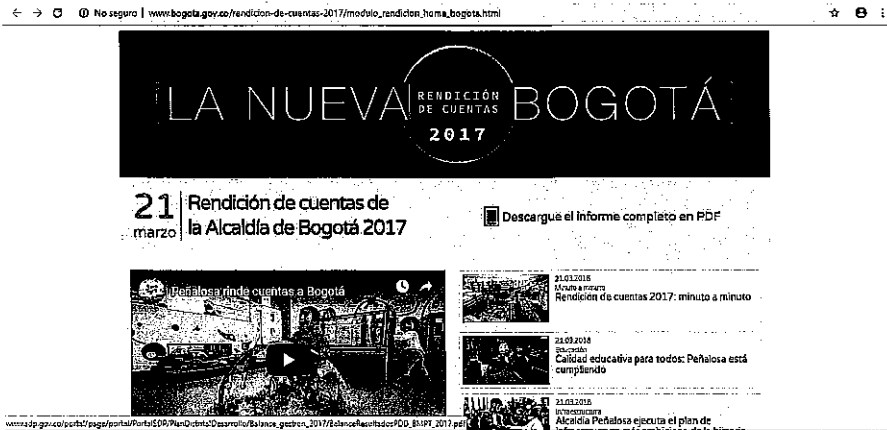 No seguro | www.bogota.gov.co/rendicion-de-cuentas-2017/modulo_rendicion_home_bogota.html
LA NUEVA RENDICIÓN DE CUENTAS 2017 BOGOTÁ
21 marzo
Rendición de cuentas de
la Alcaldía de Bogotá 2017
Descargue el informe completo en PDF
Peñalosa rinde cuentas a Bogotá
21.03.2018
Minuto a minuto
Rendición de cuentas 2017: minuto a minuto
21.03.2018
Educación
Calidad educativa para todos: Peñalosa está
cumpliendo
21.03.2018
Infraestructura
Alcaldía Peñalosa ejecuta el plan de